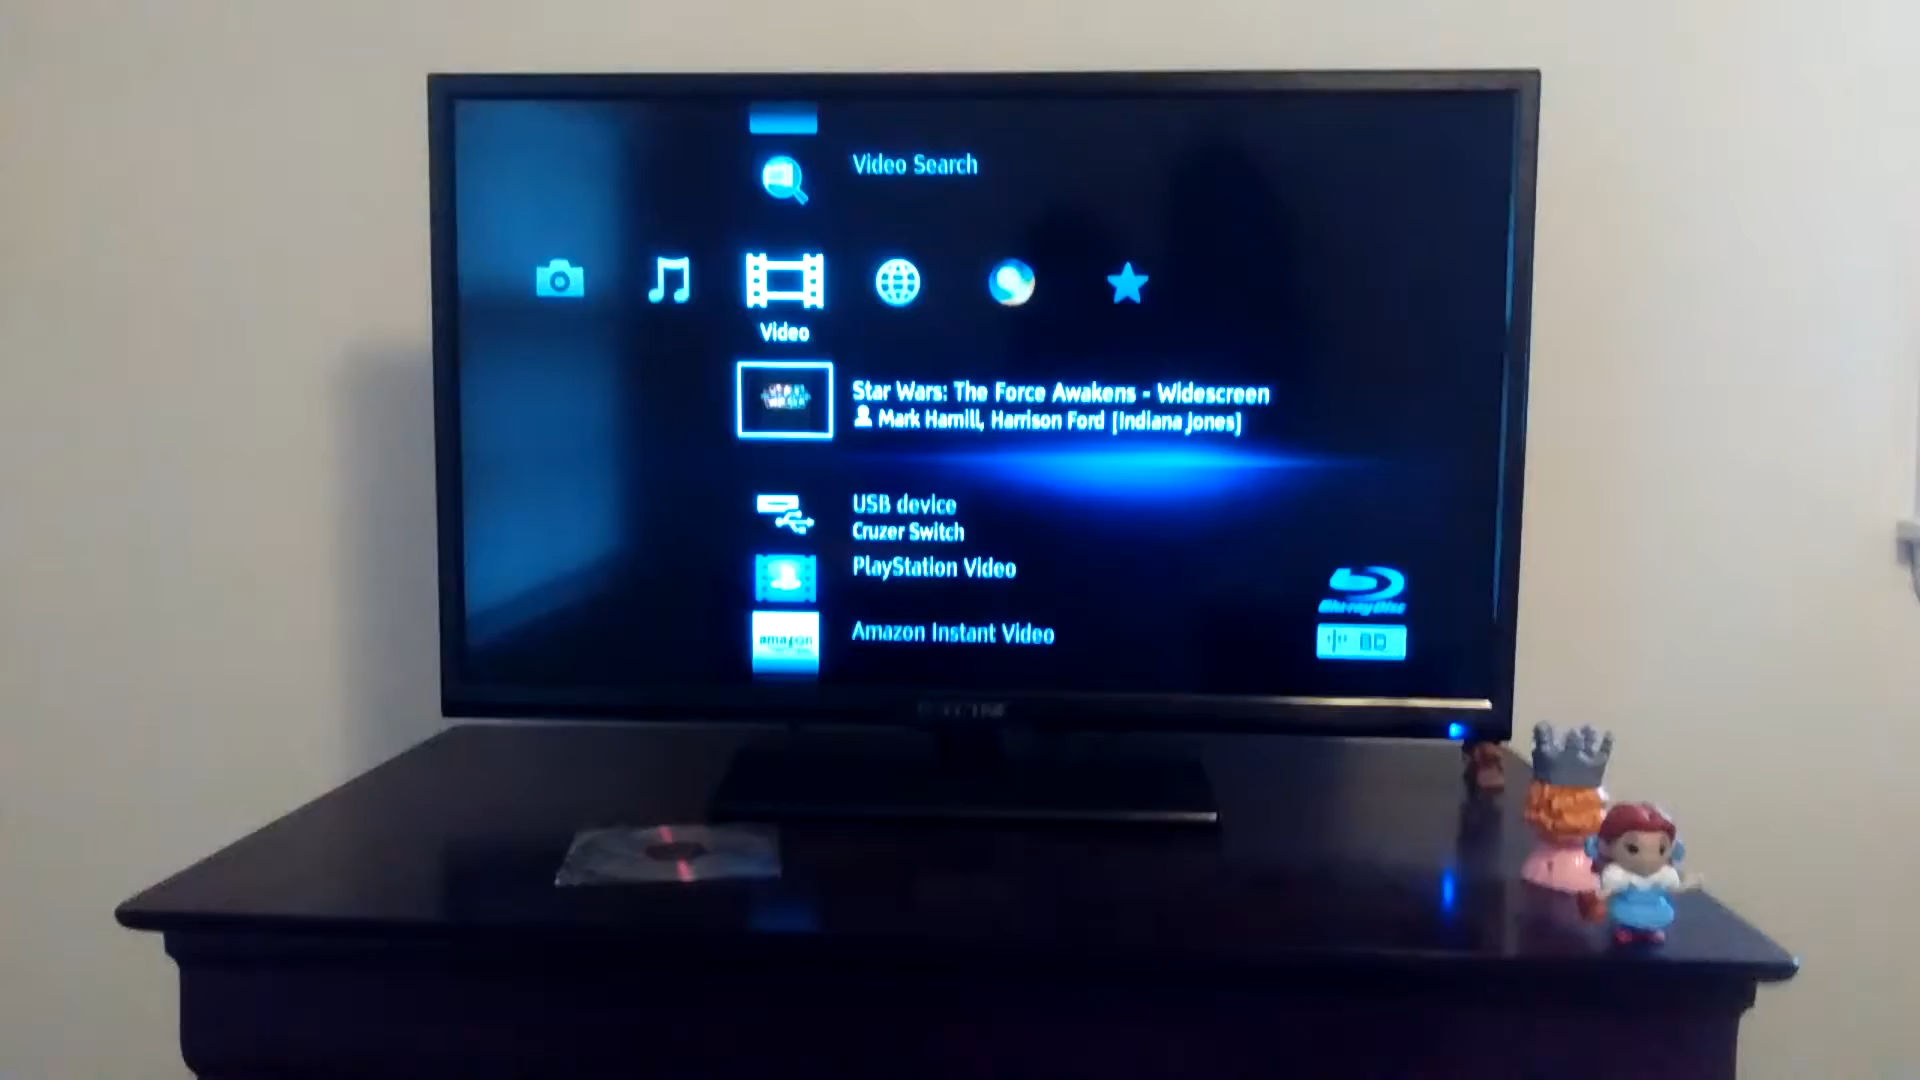 Video Search
Video
Star Wars: The Force Awakens - Widescreen
Mark Hamill, Harrison Ford [Indiana Jones]
USB device
Cruzer Switch
PlayStation Video
amazon
Amazon Instant Video
Blu-ray Disc
BD